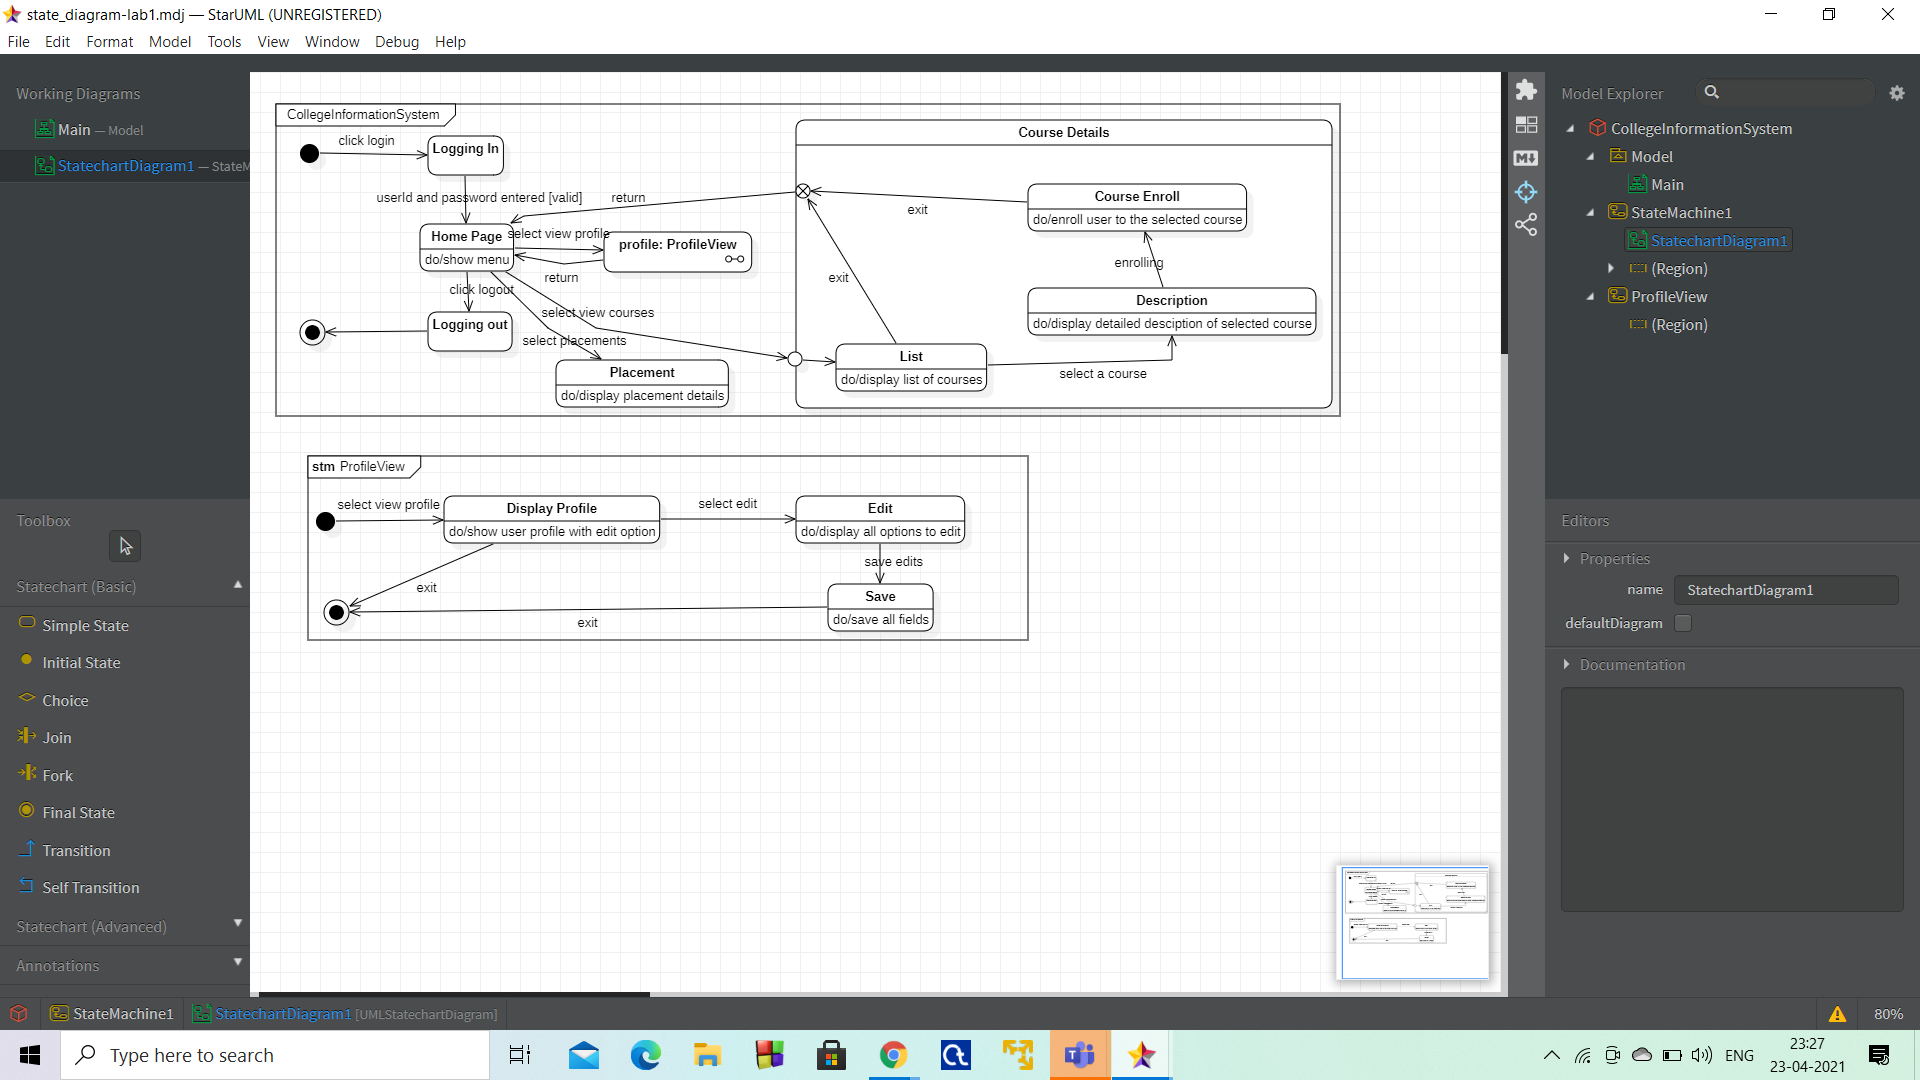 state_diagram-lab1.mdj — StarUML (UNREGISTERED)
File Edit Format Model Tools View Window Debug Help
Working Diagrams
Main — Model
StatechartDiagram1 — StateM
CollegeInformationSystem
click login
Logging In
userId and password entered [valid]
return
Home Page
do/show menu
select view profile
profile: ProfileView
return
click logout
Logging out
select view courses
select placements
Placement
do/display placement details
Course Details
Course Enroll
do/enroll user to the selected course
exit
enrolling
exit
Description
do/display detailed desciption of selected course
List
do/display list of courses
select a course
stm ProfileView
select view profile
Display Profile
do/show user profile with edit option
select edit
Edit
do/display all options to edit
save edits
exit
Save
do/save all fields
exit
Toolbox
Statechart (Basic)
Simple State
Initial State
Choice
Join
Fork
Final State
Transition
Self Transition
Statechart (Advanced)
Annotations
M
Model Explorer
CollegeInformationSystem
Model
Main
StateMachine1
StatechartDiagram1
(Region)
ProfileView
(Region)
Editors
Properties
name StatechartDiagram1
defaultDiagram
Documentation
StateMachine1 StatechartDiagram1 [UMLStatechartDiagram]
80%
Type here to search
ENG
23:27
23-04-2021